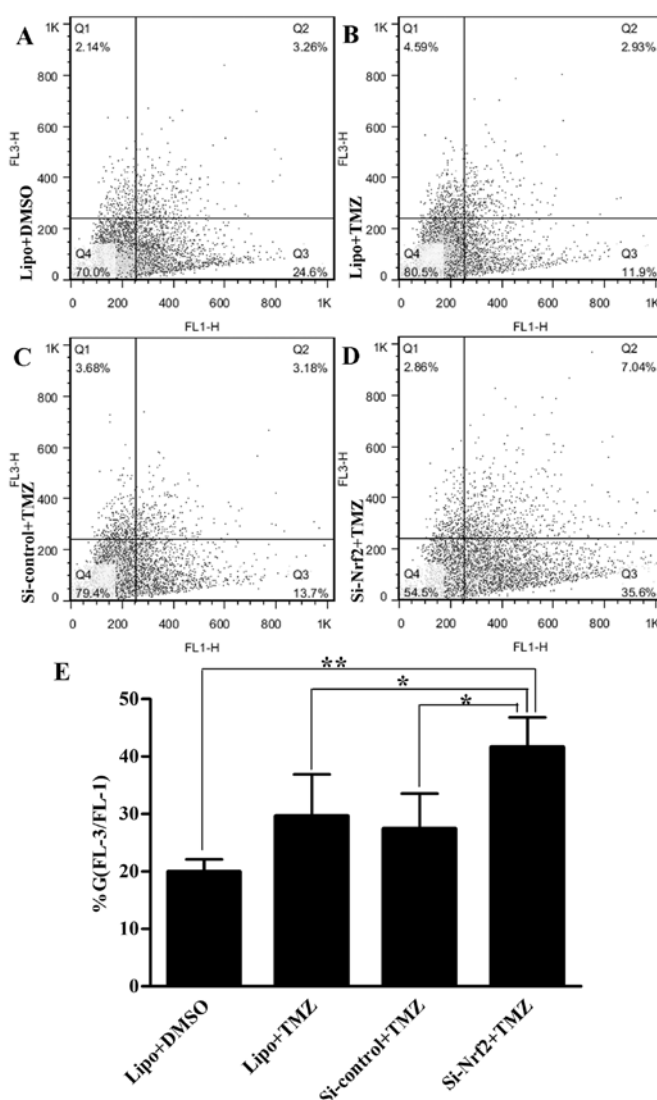 A
Q1
2.14%
Q2
3.26%
1K
800
600
400
200
0
FL3-H
Lipo+DMSO
Q4
70.0%
Q3
24.6%
0 200 400 600 800 1K
FL1-H
B
Q1
4.59%
Q2
2.93%
1K
800
600
400
200
0
FL3-H
Lipo+TMZ
Q4
80.5%
Q3
11.9%
0 200 400 600 800 1K
FL1-H
C
Q1
3.68%
Q2
3.18%
1K
800
600
400
200
0
FL3-H
Si-control+TMZ
Q4
79.4%
Q3
13.7%
0 200 400 600 800 1K
FL1-H
D
Q1
2.86%
Q2
7.04%
1K
800
600
400
200
0
FL3-H
Si-Nrf2+TMZ
Q4
54.5%
Q3
35.6%
0 200 400 600 800 1K
FL1-H
E
**
*
*
50
40
30
20
10
0
%G(FL-3/FL-1)
Lipo+DMSO
Lipo+TMZ
Si-control+TMZ
Si-Nrf2+TMZ